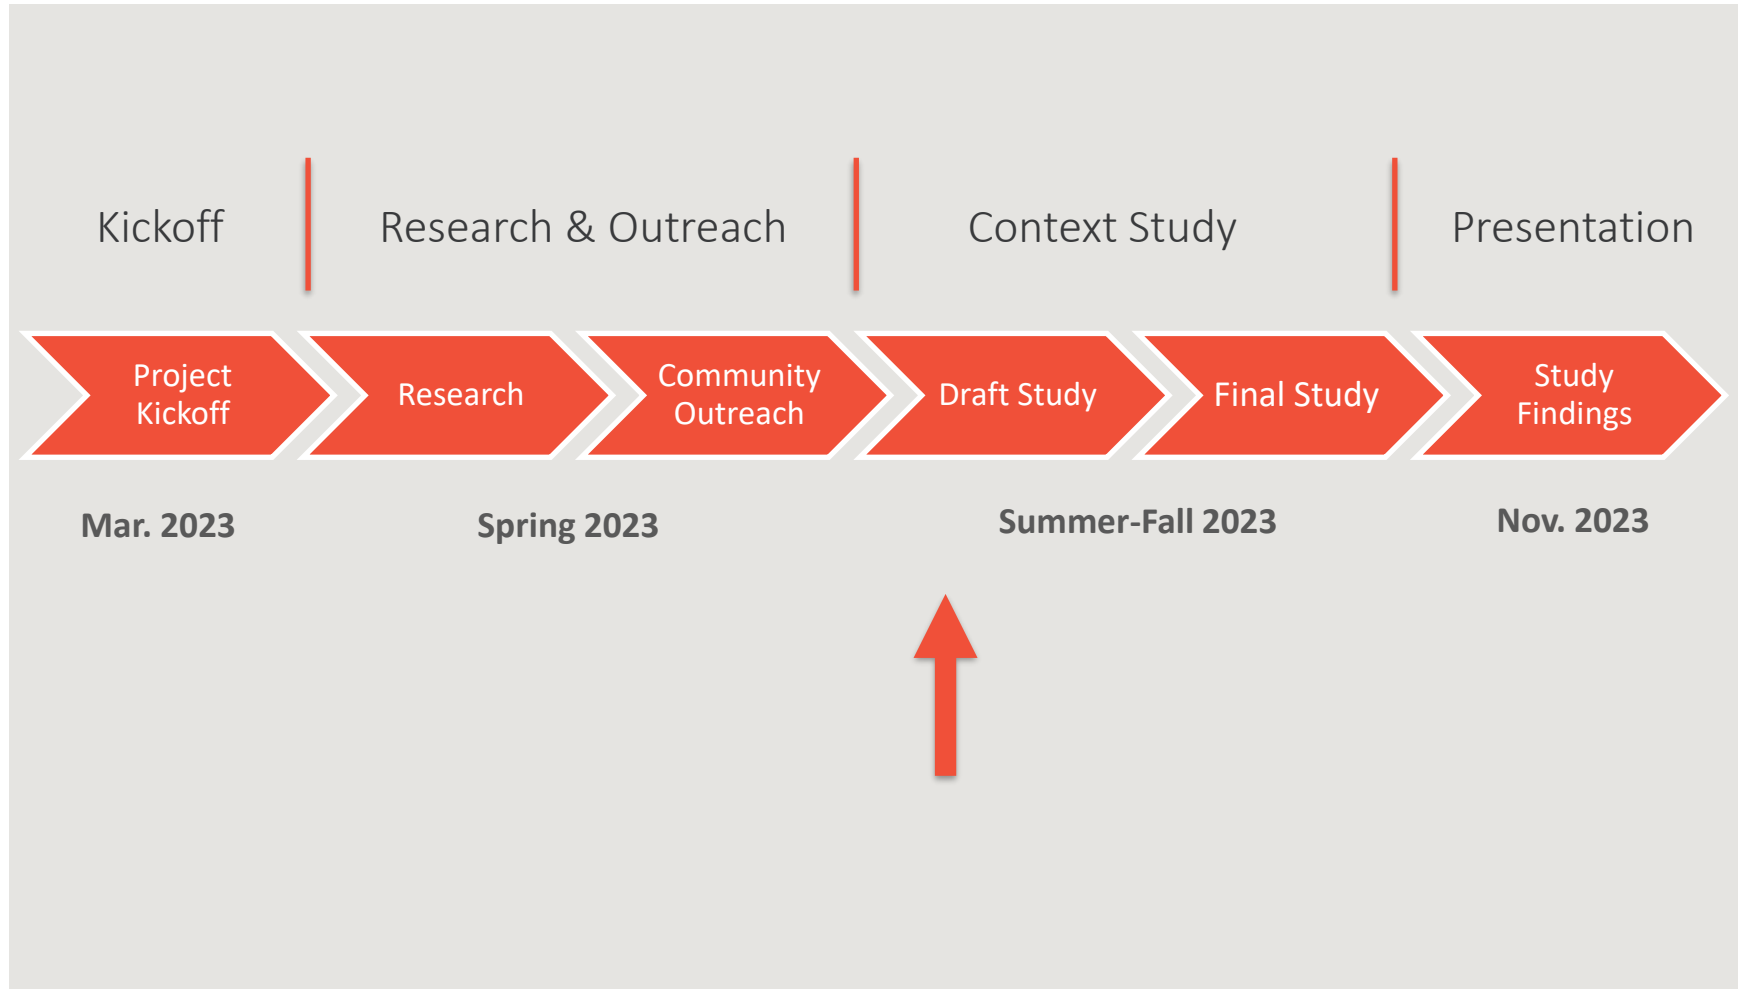 Kickoff
Research & Outreach
Context Study
Presentation
Project
Kickoff
Research
Community
Outreach
Draft Study
Final Study
Study
Findings
Mar. 2023
Spring 2023
Summer-Fall 2023
Nov. 2023